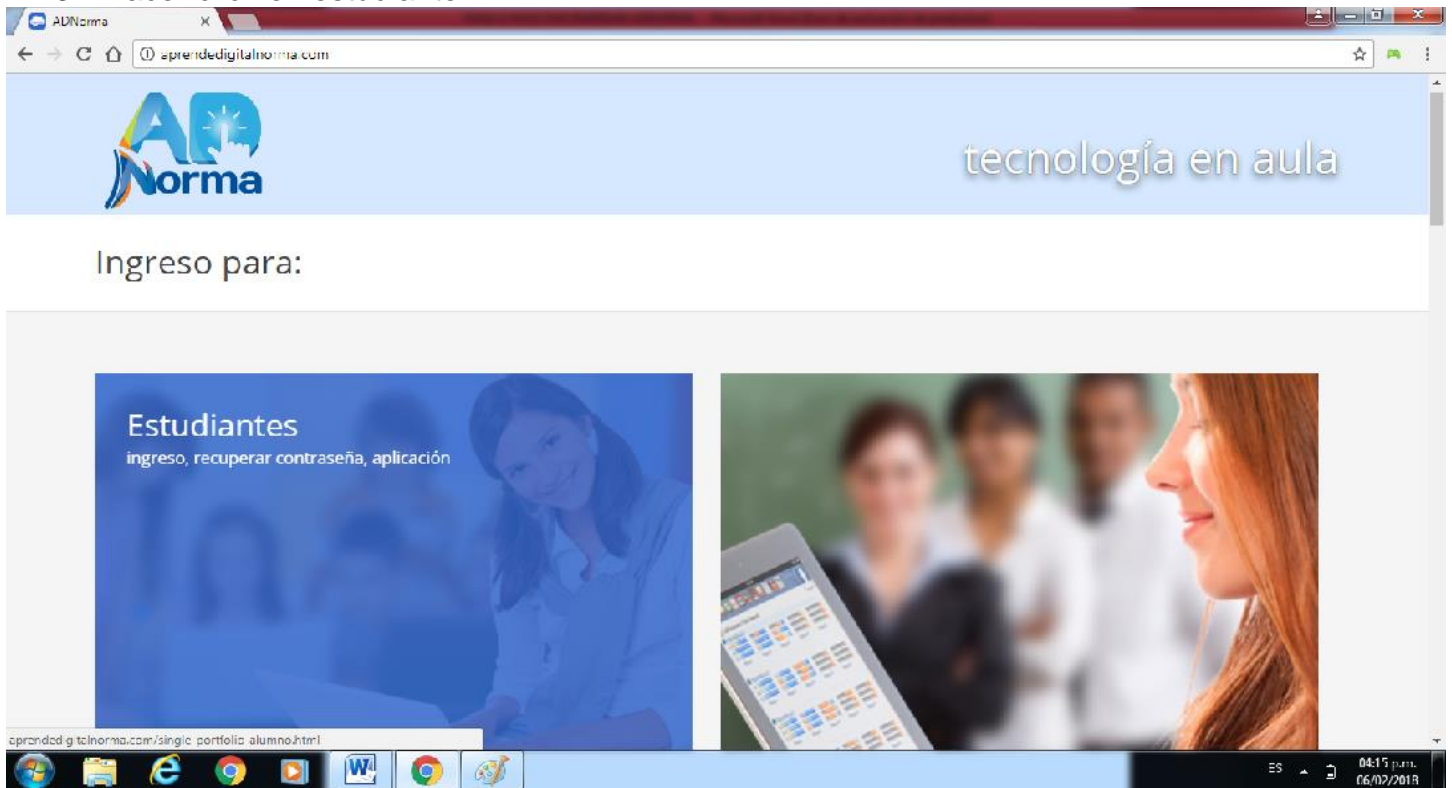 ADNorma
aprendedigitalnorma.com
AD
Norma
tecnología en aula
Ingreso para:
Estudiantes
ingreso, recuperar contraseña, aplicación
aprendedigitalnorma.com/single-portfolio-alumno.html
ES
04:15 p.m.
06/02/2018